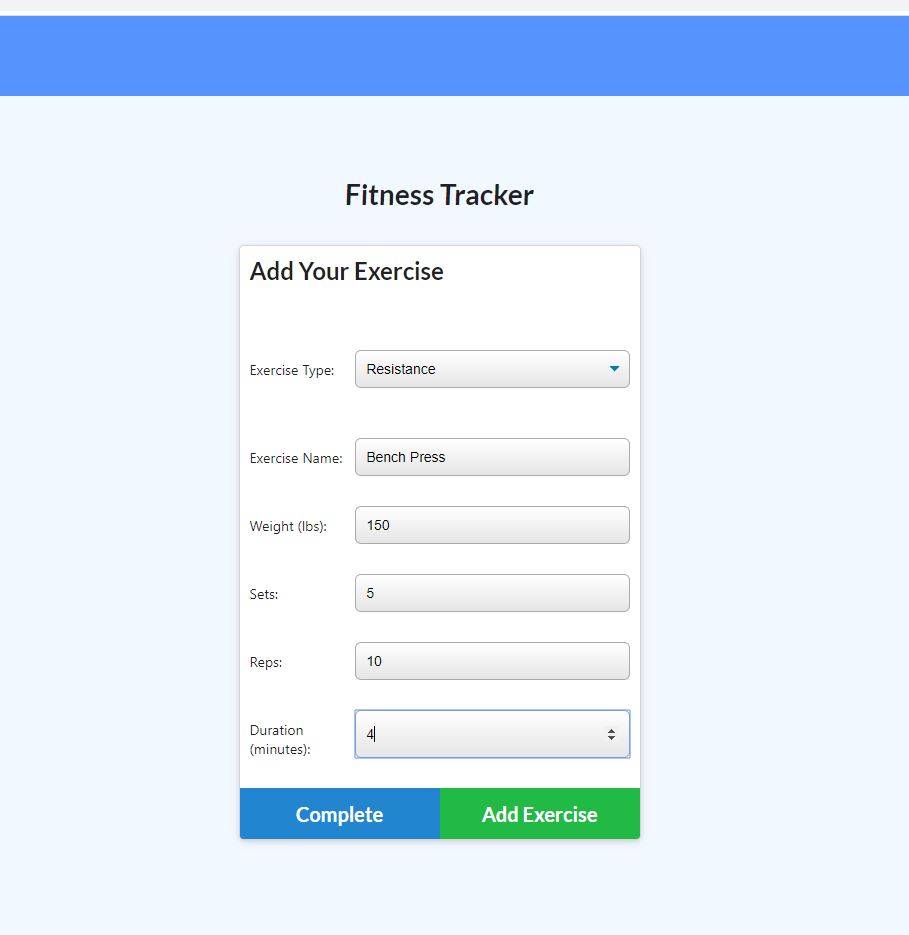 Fitness Tracker
Add Your Exercise
Exercise Type: Resistance
Exercise Name: Bench Press
Weight (lbs): 150
Sets: 5
Reps: 10
Duration (minutes): 4
Complete Add Exercise